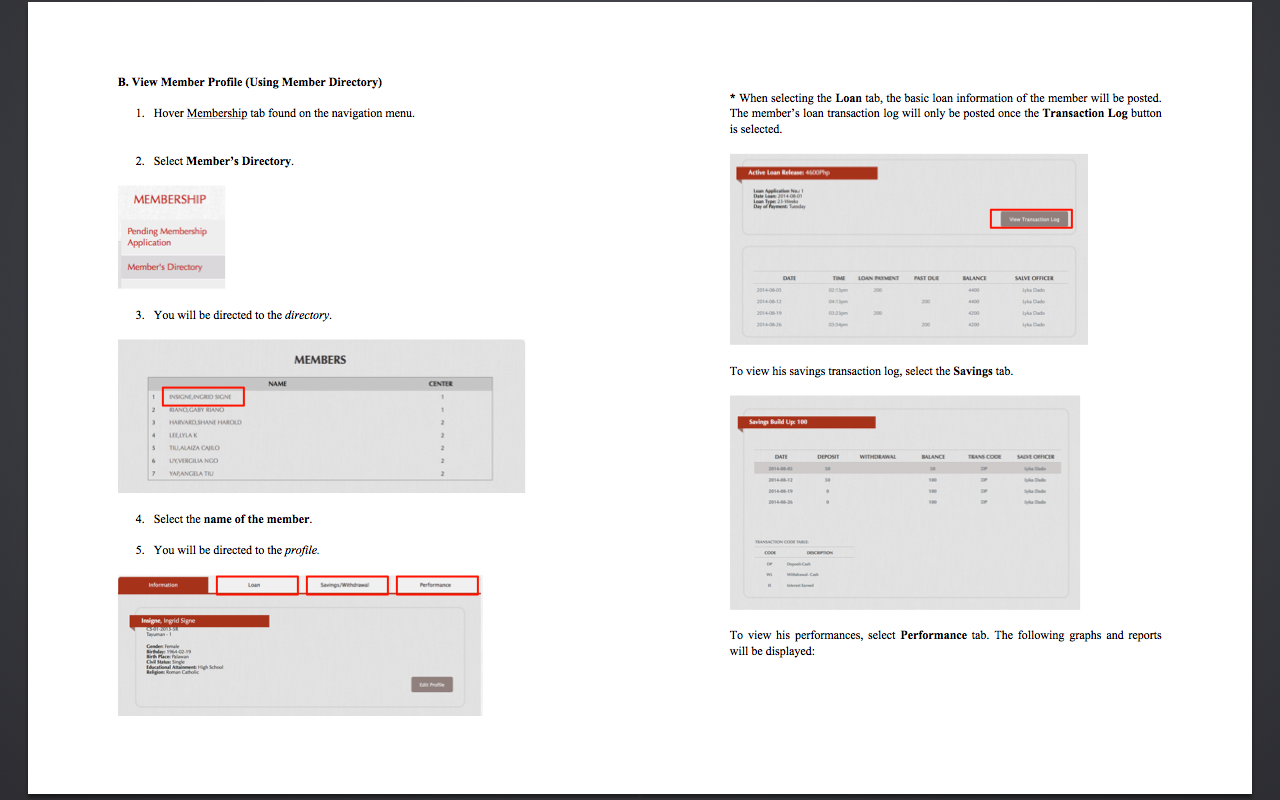 B. View Member Profile (Using Member Directory)
1. Hover Membership tab found on the navigation menu.
2. Select Member's Directory.
MEMBERSHIP
Pending Membership
Application
Member's Directory
3. You will be directed to the directory.
MEMBERS
NAME CENTER
1 INSIGNE,INGRID SIGNE 1
2 RIANO,GABY RIANO 1
3 HARVARD,SHANE HAROLD 2
4 LEE,LYLA K 2
5 TIU,ALAIZA CAJILO 2
6 UY,VERGILIA NGO 2
7 YAP,ANGELA TIU 2
4. Select the name of the member.
5. You will be directed to the profile.
Information Loan Savings/Withdrawal Performance
Insigne, Ingrid Signe
Tayuman - 1
Gender: Female
Birthday: 1964-02-19
Birth Place: Palawan
Civil Status: Single
Educational Attainment: High School
Religion: Roman Catholic
Edit Profile
* When selecting the Loan tab, the basic loan information of the member will be posted.
The member's loan transaction log will only be posted once the Transaction Log button
is selected.
Active Loan Release: 4600Php
Loan Application No.: 1
Date Loan: 2014-08-01
Loan Type: 23-Weeks
Day of Payment: Tuesday
View Transaction Log
DATE TIME LOAN PAYMENT PAST DUE BALANCE SALVE OFFICER
2014-08-05 02:13pm 200 4400 Lyka Dado
2014-08-12 04:13pm 200 4400 Lyka Dado
2014-08-19 03:23pm 200 4200 Lyka Dado
2014-08-26 03:14pm 200 4200 Lyka Dado
To view his savings transaction log, select the Savings tab.
Savings Build Up: 100
DATE DEPOSIT WITHDRAWAL BALANCE TRANS CODE SALVE OFFICER
2014-08-05 50 50 DP Lyka Dado
2014-08-12 50 100 DP Lyka Dado
2014-08-19 0 100 DP Lyka Dado
2014-08-26 0 100 DP Lyka Dado
TRANSACTION CODE TABLE:
CODE DESCRIPTION
DP Deposit-Cash
WL Withdrawal- Cash
Interest Earned
To view his performances, select Performance tab. The following graphs and reports
will be displayed: